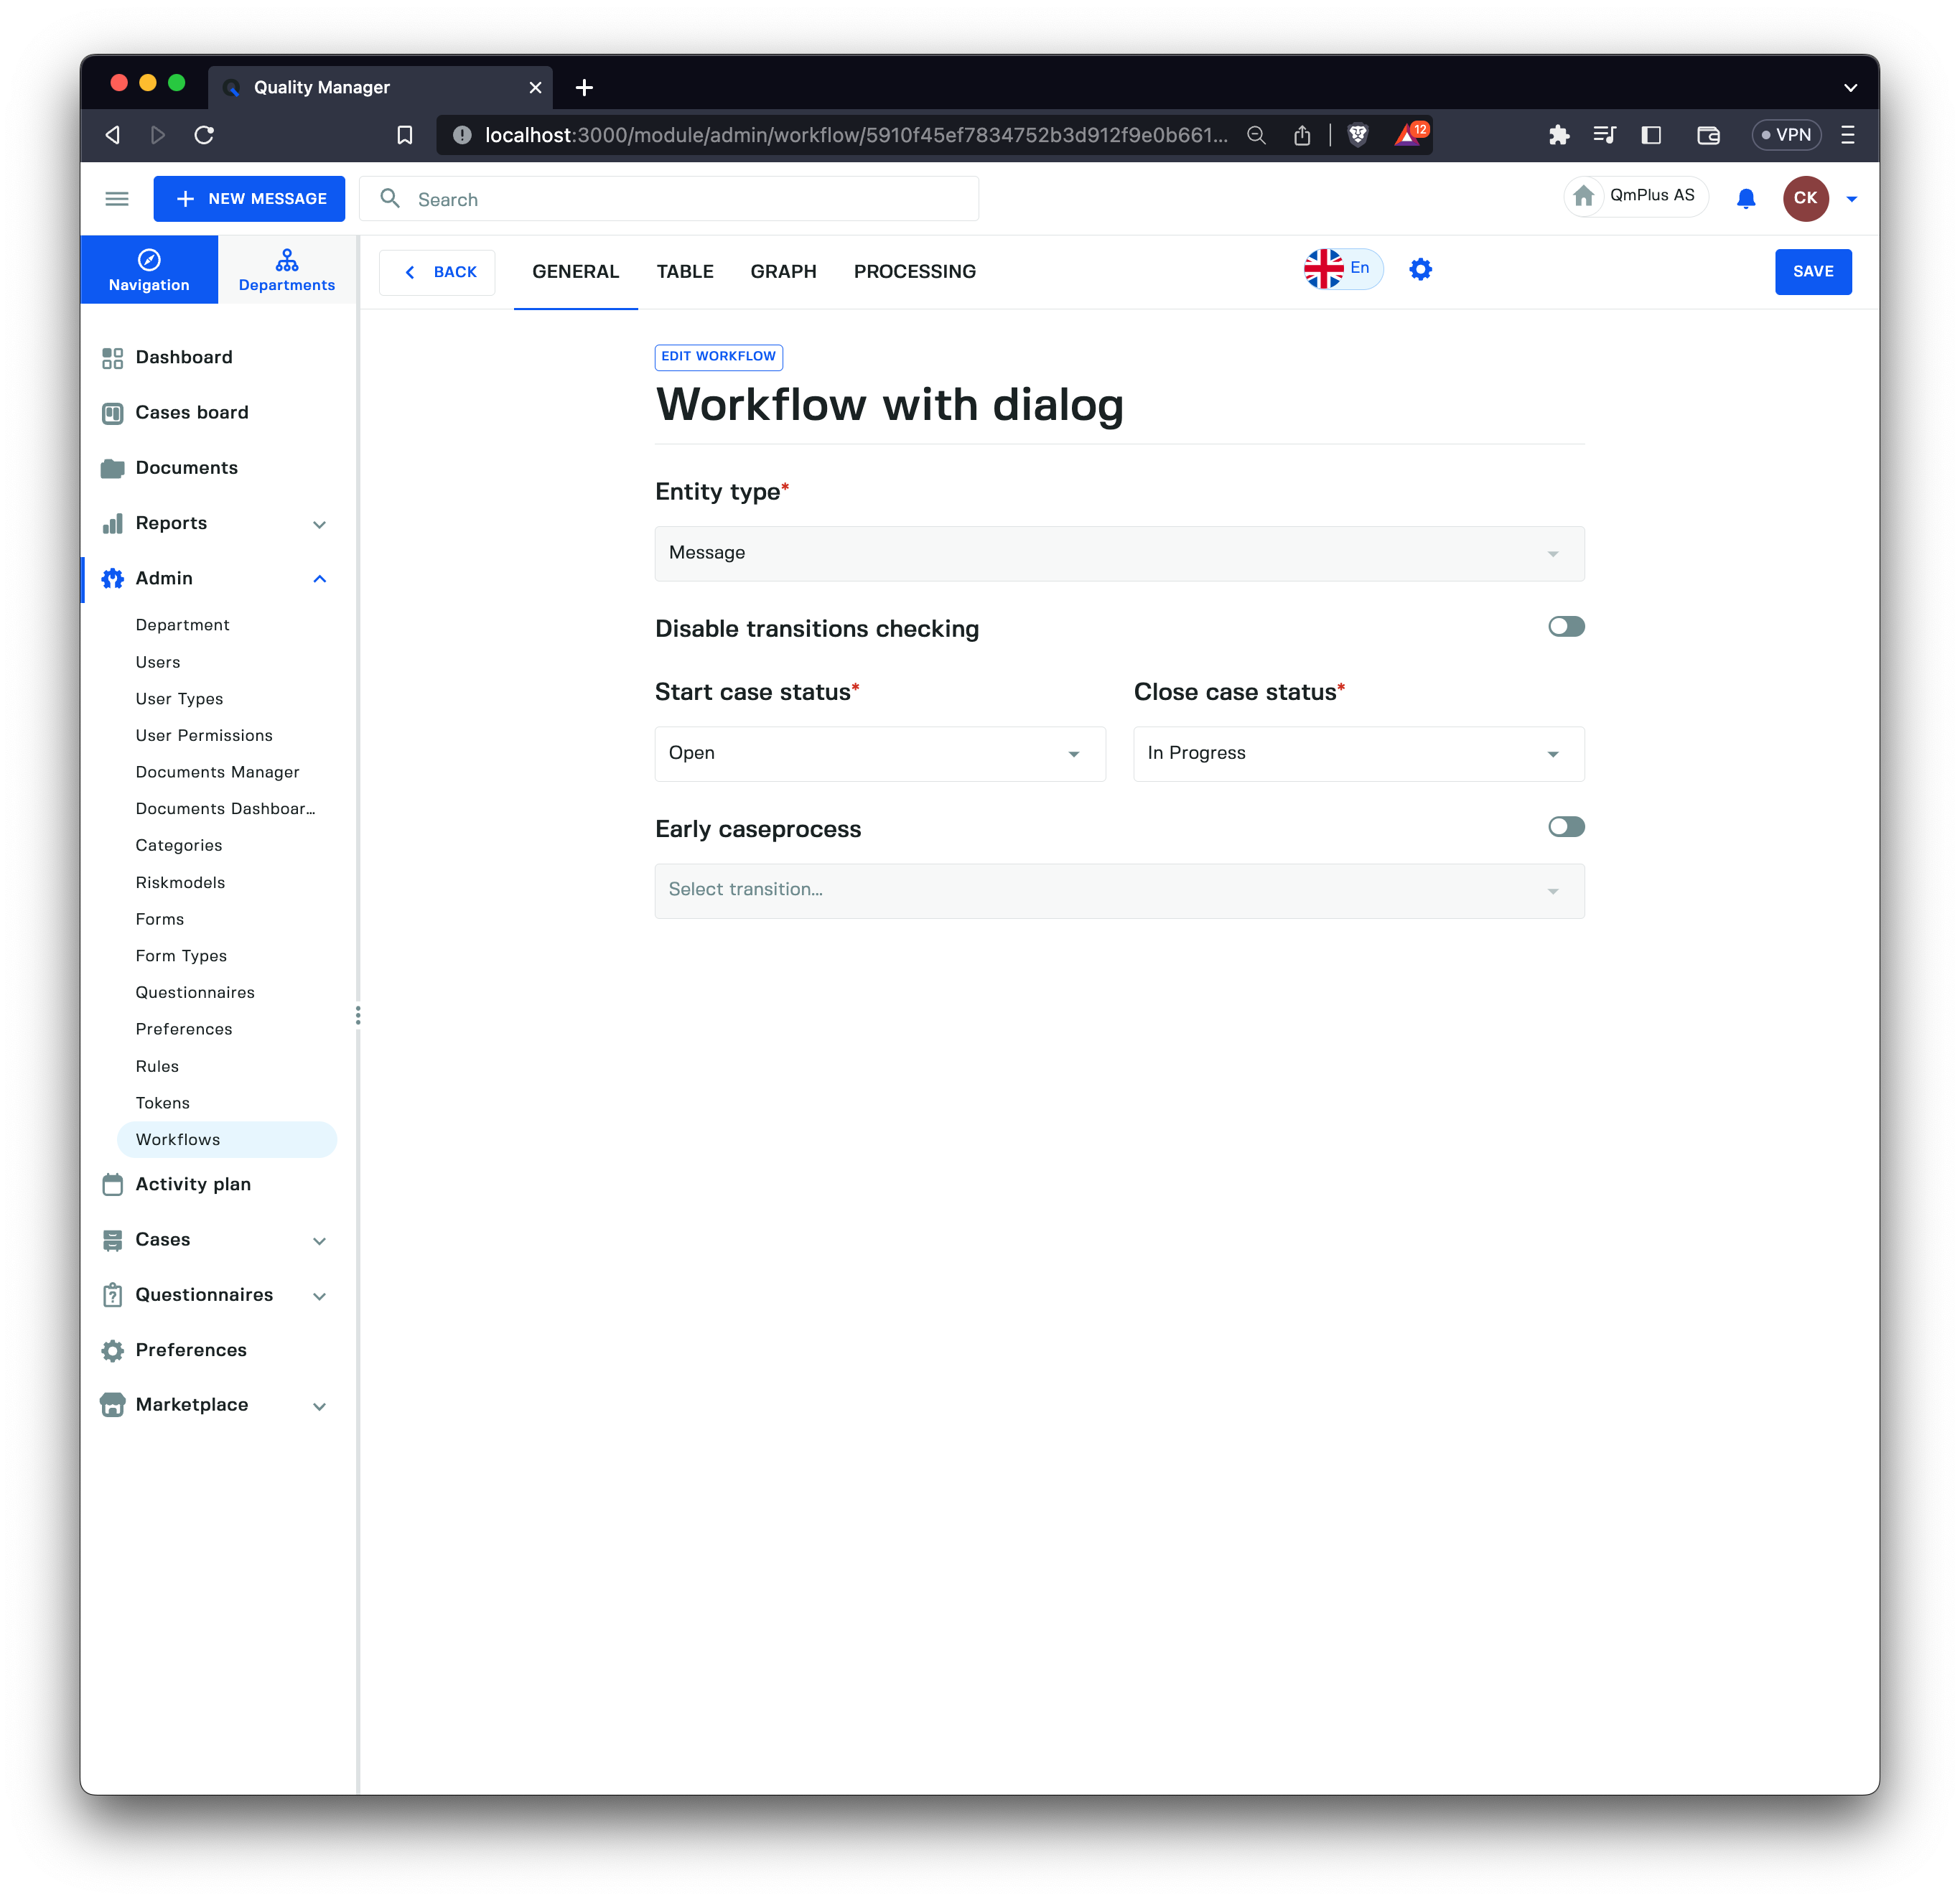 Quality Manager
localhost:3000/module/admin/workflow/5910f45ef7834752b3d912f9e0b661...
12
VPN
NEW MESSAGE
Search
QmPlus AS
CK
Navigation
Departments
BACK
GENERAL
TABLE
GRAPH
PROCESSING
En
SAVE
Dashboard
Cases board
Documents
Reports
Admin
Department
Users
User Types
User Permissions
Documents Manager
Documents Dashboar...
Categories
Riskmodels
Forms
Form Types
Questionnaires
Preferences
Rules
Tokens
Workflows
Activity plan
Cases
Questionnaires
Preferences
Marketplace
EDIT WORKFLOW
Workflow with dialog
Entity type*
Message
Disable transitions checking
Start case status*
Close case status*
Open
In Progress
Early caseprocess
Select transition...